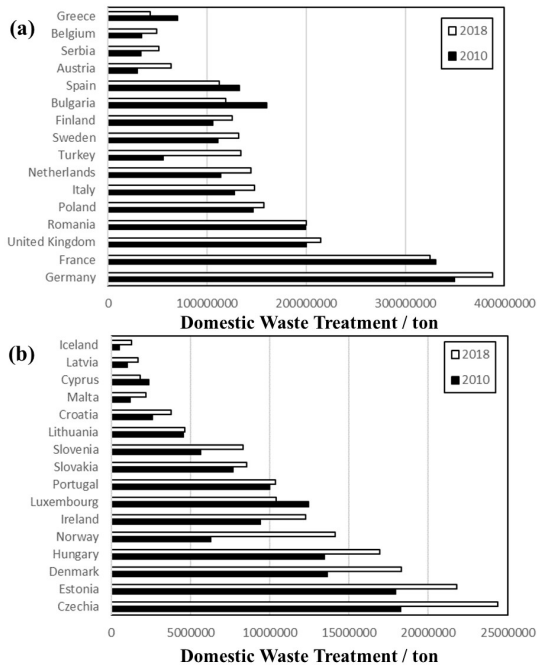 (a)
Greece
Belgium
Serbia
Austria
Spain
Bulgaria
Finland
Sweden
Turkey
Netherlands
Italy
Poland
Romania
United Kingdom
France
Germany
2018
2010
0 100000000 200000000 300000000 400000000
Domestic Waste Treatment / ton
(b)
Iceland
Latvia
Cyprus
Malta
Croatia
Lithuania
Slovenia
Slovakia
Portugal
Luxembourg
Ireland
Norway
Hungary
Denmark
Estonia
Czechia
2018
2010
0 5000000 10000000 15000000 20000000 25000000
Domestic Waste Treatment / ton